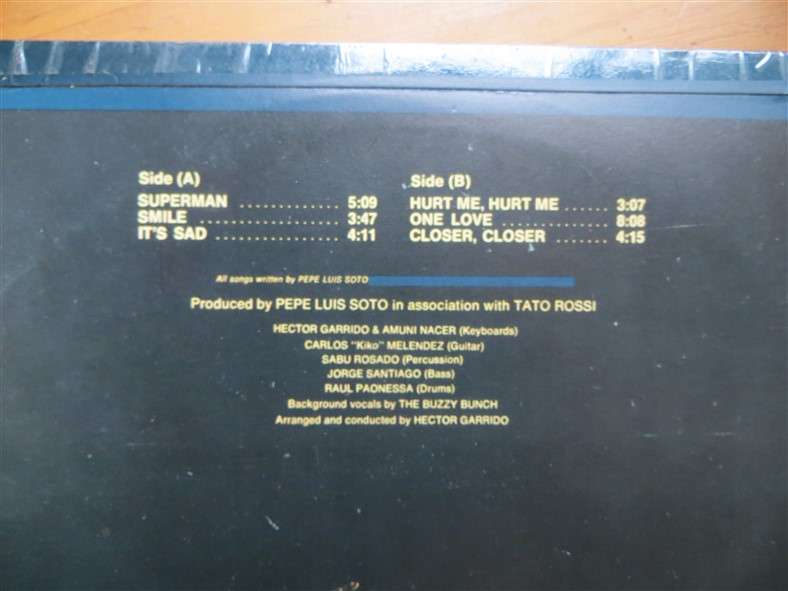 Side (A)
SUPERMAN ............... 5:09
SMILE .................... 3:47
IT'S SAD .................. 4:11
Side (B)
HURT ME, HURT ME ...... 3:07
ONE LOVE ............... 8:08
CLOSER, CLOSER ....... 4:15
All songs written by PEPE LUIS SOTO
Produced by PEPE LUIS SOTO in association with TATO ROSSI
HECTOR GARRIDO & AMUNI NACER (Keyboards)
CARLOS "Kiko" MELENDEZ (Guitar)
SABU ROSADO (Percussion)
JORGE SANTIAGO (Bass)
RAUL PAONESSA (Drums)
Background vocals by THE BUZZY BUNCH
Arranged and conducted by HECTOR GARRIDO